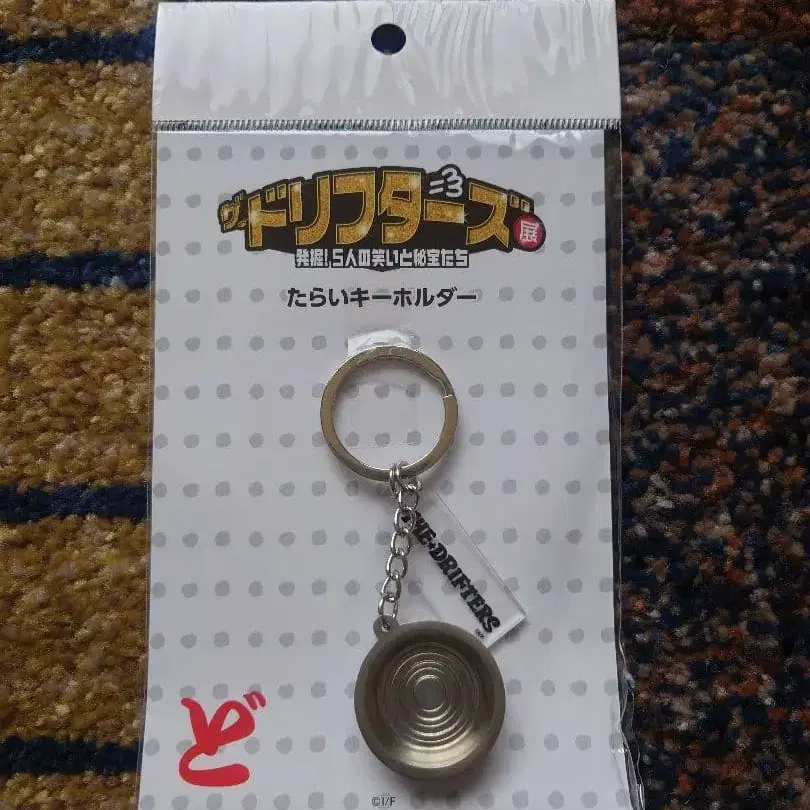 ザ・ドリフターズ展
発掘!5人の笑いと秘宝たち
たらいキーホルダー
THE・DRIFTERS
ど
©I/F